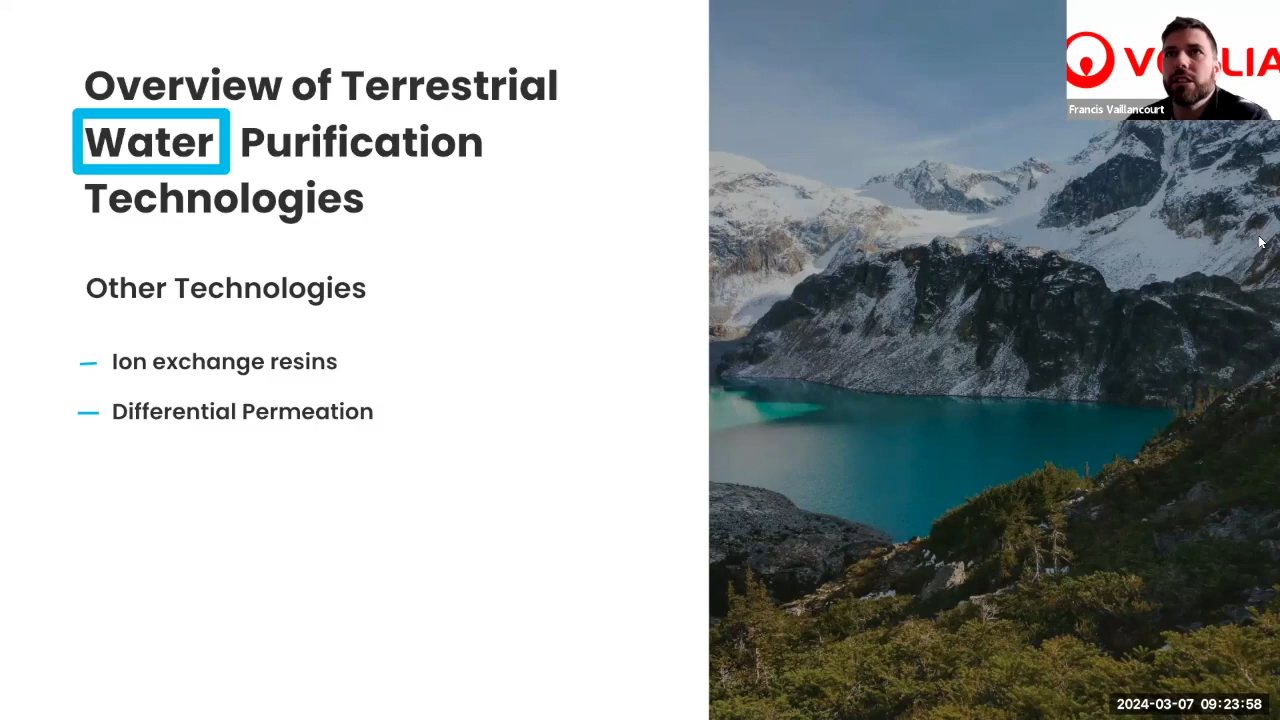 Overview of Terrestrial
Water Purification
Technologies
Other Technologies
Ion exchange resins
Differential Permeation
Francis Vaillancourt
2024-03-07 09:23:58